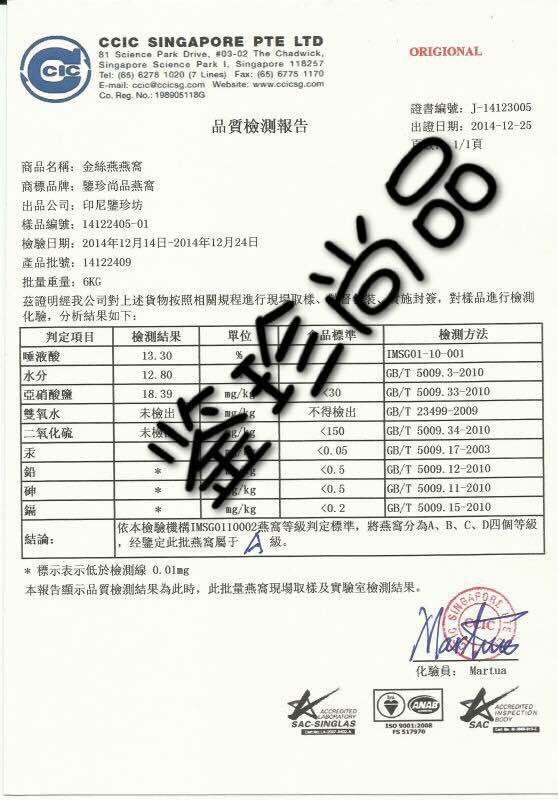 CCIC SINGAPORE PTE LTD
81 Science Park Drive, #03-02 The Chadwick,
Singapore Science Park I, Singapore 118257
Tel: (65) 6278 1020 (7 Lines) Fax: (65) 6775 1170
E-mail: ccic@ccicsg.com Website: www.ccicsg.com
Co. Reg. No.: 198905118G
CCIC
ORIGIONAL
品質檢測報告
證書編號: J-14123005
出證日期: 2014-12-25
1/1頁
商品名稱: 金絲燕燕窩
商標品牌: 鑒珍尚品燕窩
出品公司: 印尼鑒珍坊
樣品編號: 14122405-01
檢驗日期: 2014年12月14日-2014年12月24日
產品批號: 14122409
批量重量: 6KG
茲證明經我公司對上述貨物按照相關規程進行現場取樣、裝、施封簽, 對樣品進行檢測
化驗, 分析結果如下:
判定項目 檢測結果 單位 品標準 檢測方法
唾液酸 13.30 % IMSG01-10-001
水分 12.80 GB/T 5009.3-2010
亞硝酸鹽 18.39 mg/kg <30 GB/T 5009.33-2010
雙氧水 未檢出 mg/kg 不得檢出 GB/T 23499-2009
二氧化硫 未檢 mg/kg <150 GB/T 5009.34-2010
汞 mg/kg <0.05 GB/T 5009.17-2003
鉛 * mg/kg <0.5 GB/T 5009.12-2010
砷 * mg/kg <0.5 GB/T 5009.11-2010
鎘 * mg/kg <0.2 GB/T 5009.15-2010
結論: 依本檢驗機構IMSG0110002燕窩等級判定標準, 將燕窩分為A、B、C、D四個等級
, 经鉴定此批燕窩屬于 A 級。
* 標示表示低於檢測線 0.01mg
本報告顯示品質檢測結果為此時, 此批量燕窩現場取樣及實驗室檢測結果。
鉴珍尚品
CCIC SINGAPORE PTE
CCIC
Martua
化驗員: Martua
ACCREDITED
LABORATORY
SAC-SINGLAS
bsi
ANAB
ISO 9001:2008
FS 517970
ACCREDITED
INSPECTION
BODY
SAC